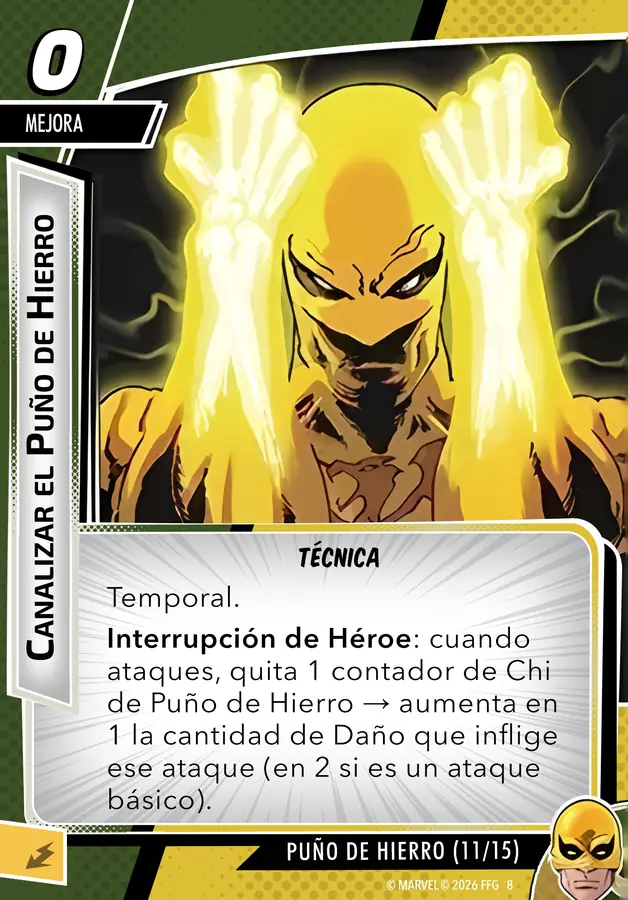 0
MEJORA
CANALIZAR EL PUÑO DE HIERRO
TÉCNICA
Temporal.
Interrupción de Héroe: cuando
ataques, quita 1 contador de Chi
de Puño de Hierro → aumenta en
1 la cantidad de Daño que inflige
ese ataque (en 2 si es un ataque
básico).
PUÑO DE HIERRO (11/15)
© MARVEL © 2026 FFG 8